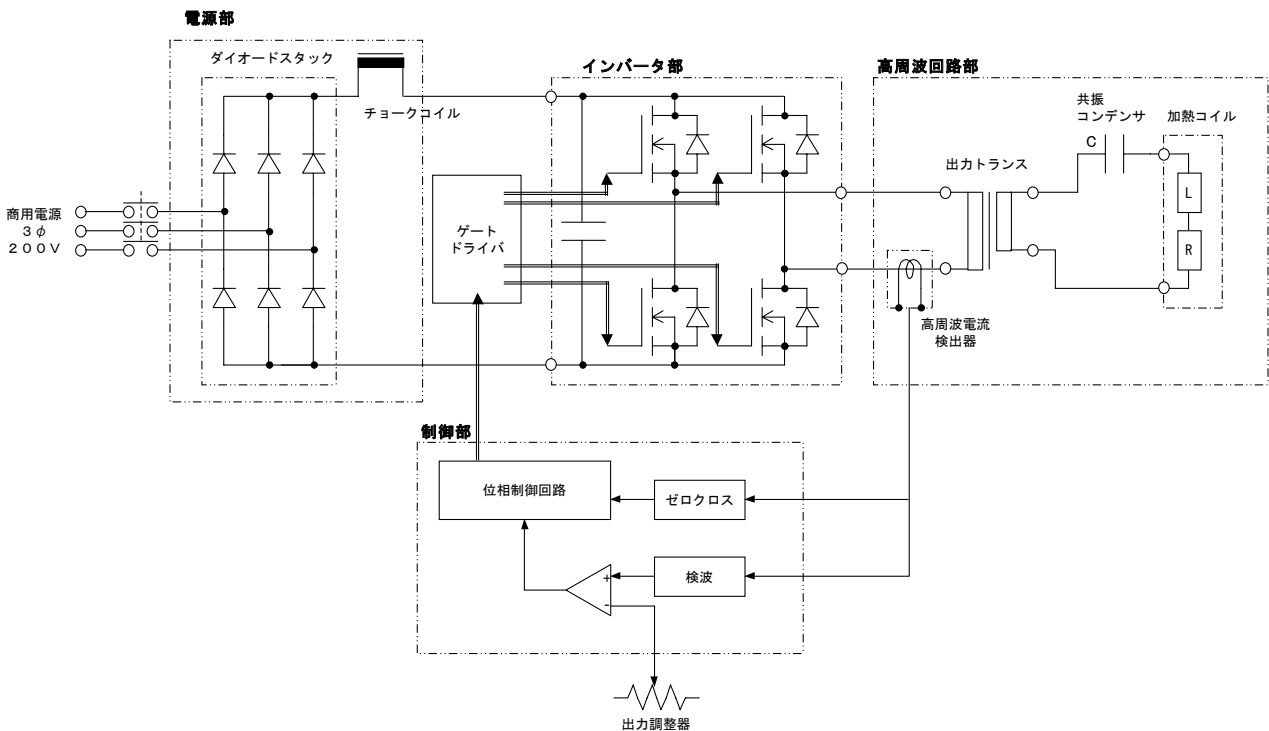 電源部
ダイオードスタック
チョークコイル
商用電源
3φ
200V
インバータ部
ゲート
ドライバ
高周波回路部
共振
コンデンサ
C
加熱コイル
出力トランス
L
R
高周波電流
検出器
制御部
位相制御回路
ゼロクロス
検波
+
-
出力調整器